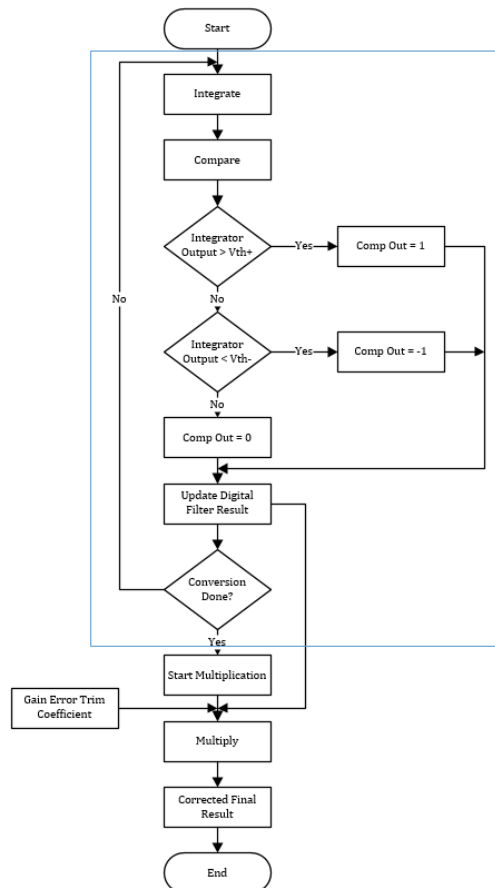 Start
Integrate
Compare
Integrator
Output > Vth+
Yes
Comp Out = 1
No
No
Integrator
Output < Vth-
Yes
Comp Out = -1
No
Comp Out = 0
Update Digital
Filter Result
Conversion
Done?
Yes
Start Multiplication
Gain Error Trim
Coefficient
Multiply
Corrected Final
Result
End